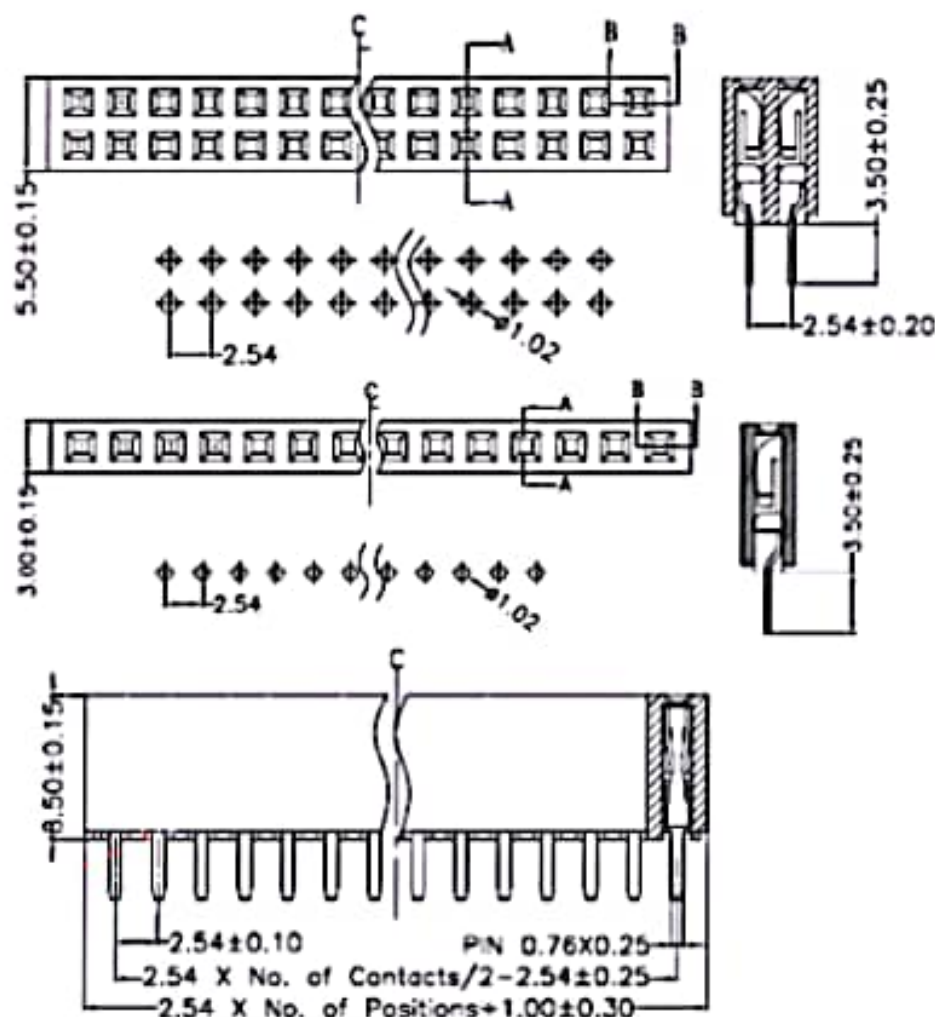 C
A
B
B
A
5.50±0.15
2.54
ø1.02
3.50±0.25
2.54±0.20
C
A
B
B
A
3.00±0.15
2.54
ø1.02
3.50±0.25
C
8.50±0.15
2.54±0.10
PIN 0.76X0.25
2.54 X No. of Contacts/2-2.54±0.25
2.54 X No. of Positions+1.00±0.30